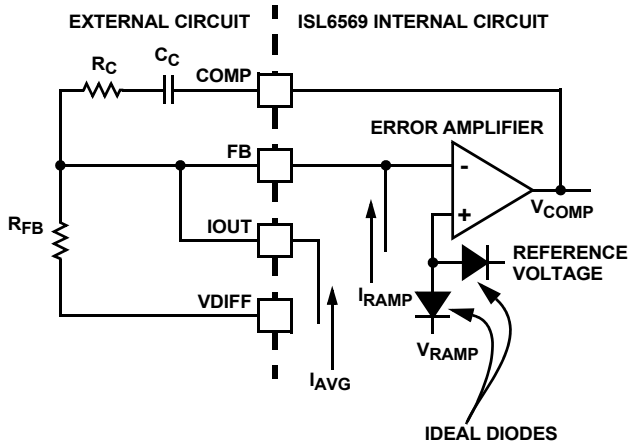 EXTERNAL CIRCUIT
ISL6569 INTERNAL CIRCUIT
RC
CC
COMP
ERROR AMPLIFIER
FB
-
+
VCOMP
RFB
IOUT
REFERENCE
VOLTAGE
IRAMP
VDIFF
VRAMP
IAVG
IDEAL DIODES